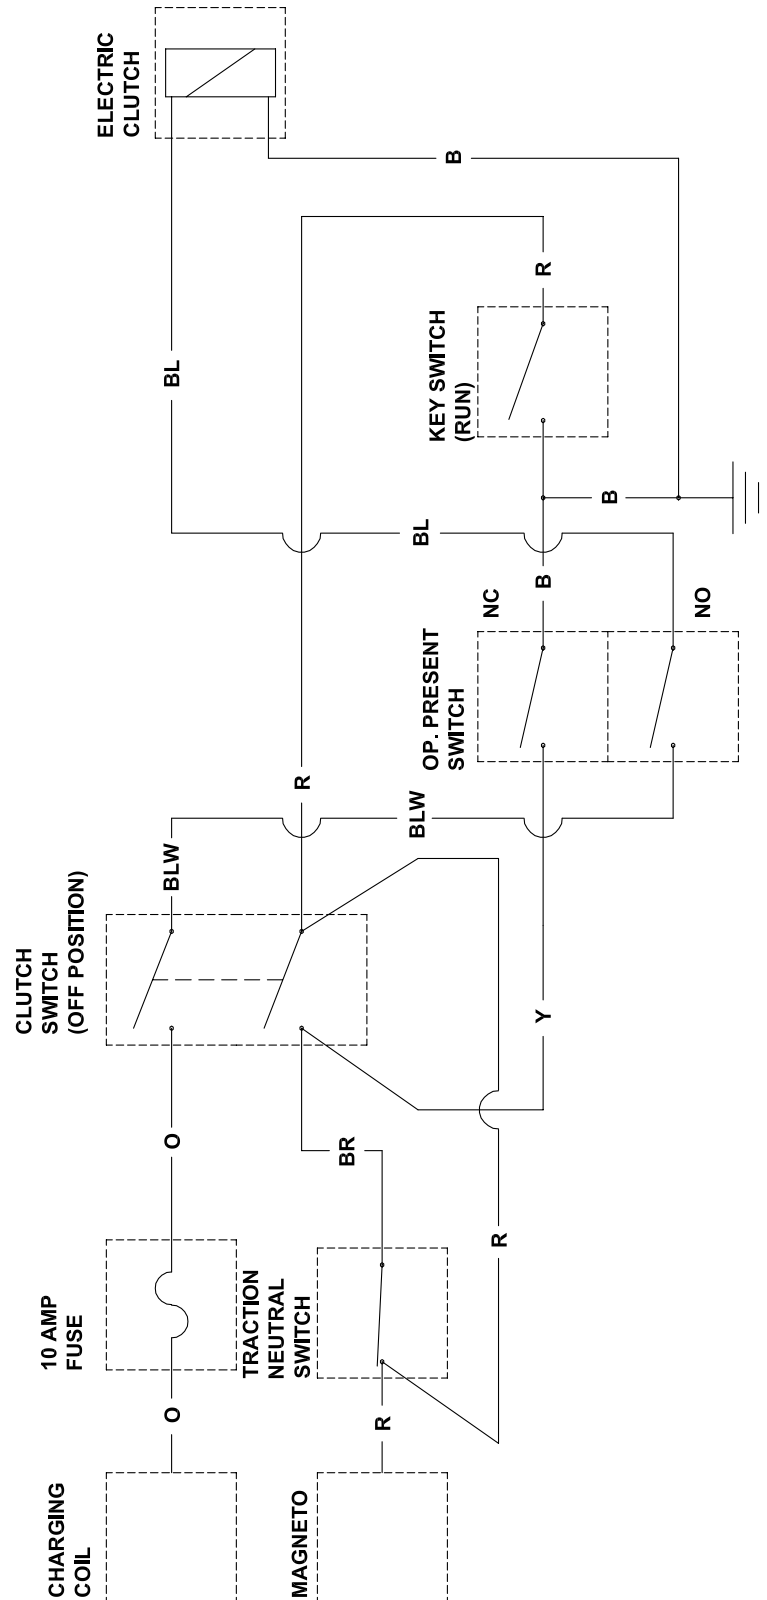 ELECTRIC
CLUTCH
B
R
BL
KEY SWITCH
(RUN)
B
BL
B
NC
NO
OP. PRESENT
SWITCH
R
BLW
BLW
CLUTCH
SWITCH
(OFF POSITION)
Y
O
BR
R
10 AMP
FUSE
TRACTION
NEUTRAL
SWITCH
O
R
CHARGING
COIL
MAGNETO